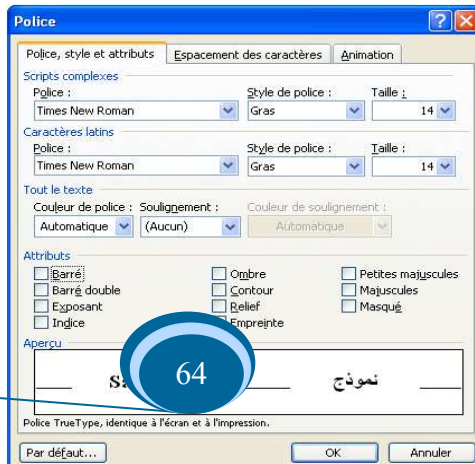 Police
Police, style et attributs Espacement des caractères Animation
Scripts complexes
Police : Style de police : Taille :
Times New Roman Gras 14
Caractères latins
Police : Style de police : Taille :
Times New Roman Gras 14
Tout le texte
Couleur de police : Soulignement : Couleur de soulignement :
Automatique (Aucun) Automatique
Attributs
Barré Ombre Petites majuscules
Barré double Contour Majuscules
Exposant Relief Masqué
Indice Empreinte
Aperçu
64 نموذج
Police TrueType, identique à l'écran et à l'impression.
Par défaut... OK Annuler